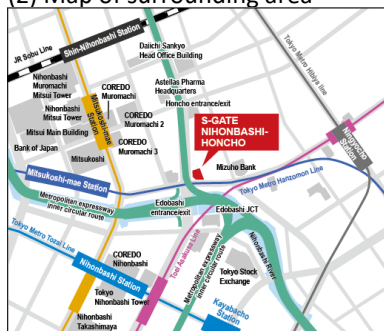 (2) Map of surrounding area
JR Sobu Line
Shin-Nihonbashi Station
Daiichi Sankyo
Head Office Building
Tokyo Metro Hibiya line
Nihonbashi
Muromachi
Mitsui Tower
COREDO
Muromachi
Mitsukoshi-mae
Station
Astellas Pharma
Headquarters
Honcho entrance/exit
Nihonbashi
Mitsui Tower
COREDO
Muromachi 2
S-GATE
NIHONBASHI-
HONCHO
Ningyocho
Station
Mitsui Main Building
Bank of Japan
Mitsukoshi
COREDO
Muromachi 3
Mizuho Bank
Mitsukoshi-mae Station
Tokyo Metro Hanzomon Line
Metropolitan expressway
inner circular route
Edobashi
entrance/exit
Edobashi JCT
Tokyo Metro Tozai Line
Toei Asakusa Line
COREDO
Nihonbashi
Metropolitan expressway
inner circular route
Nihonbashi River
Nihonbashi Station
Tokyo Stock
Exchange
Tokyo
Nihonbashi Tower
Kayabacho
Station
Nihonbashi
Takashimaya